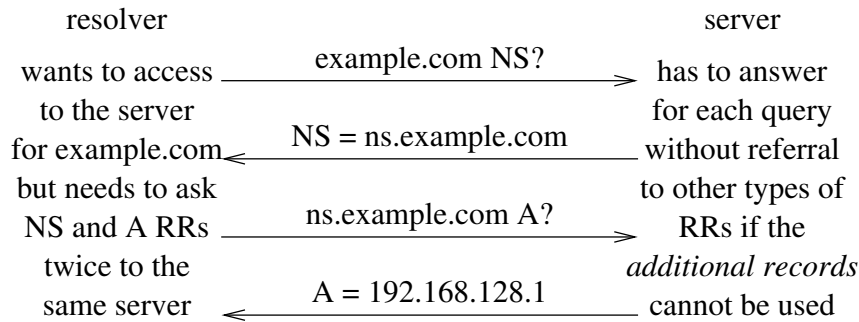 resolver
wants to access
to the server
for example.com
but needs to ask
NS and A RRs
twice to the
same server
example.com NS?
NS = ns.example.com
ns.example.com A?
A = 192.168.128.1
server
has to answer
for each query
without referral
to other types of
RRs if the
additional records
cannot be used